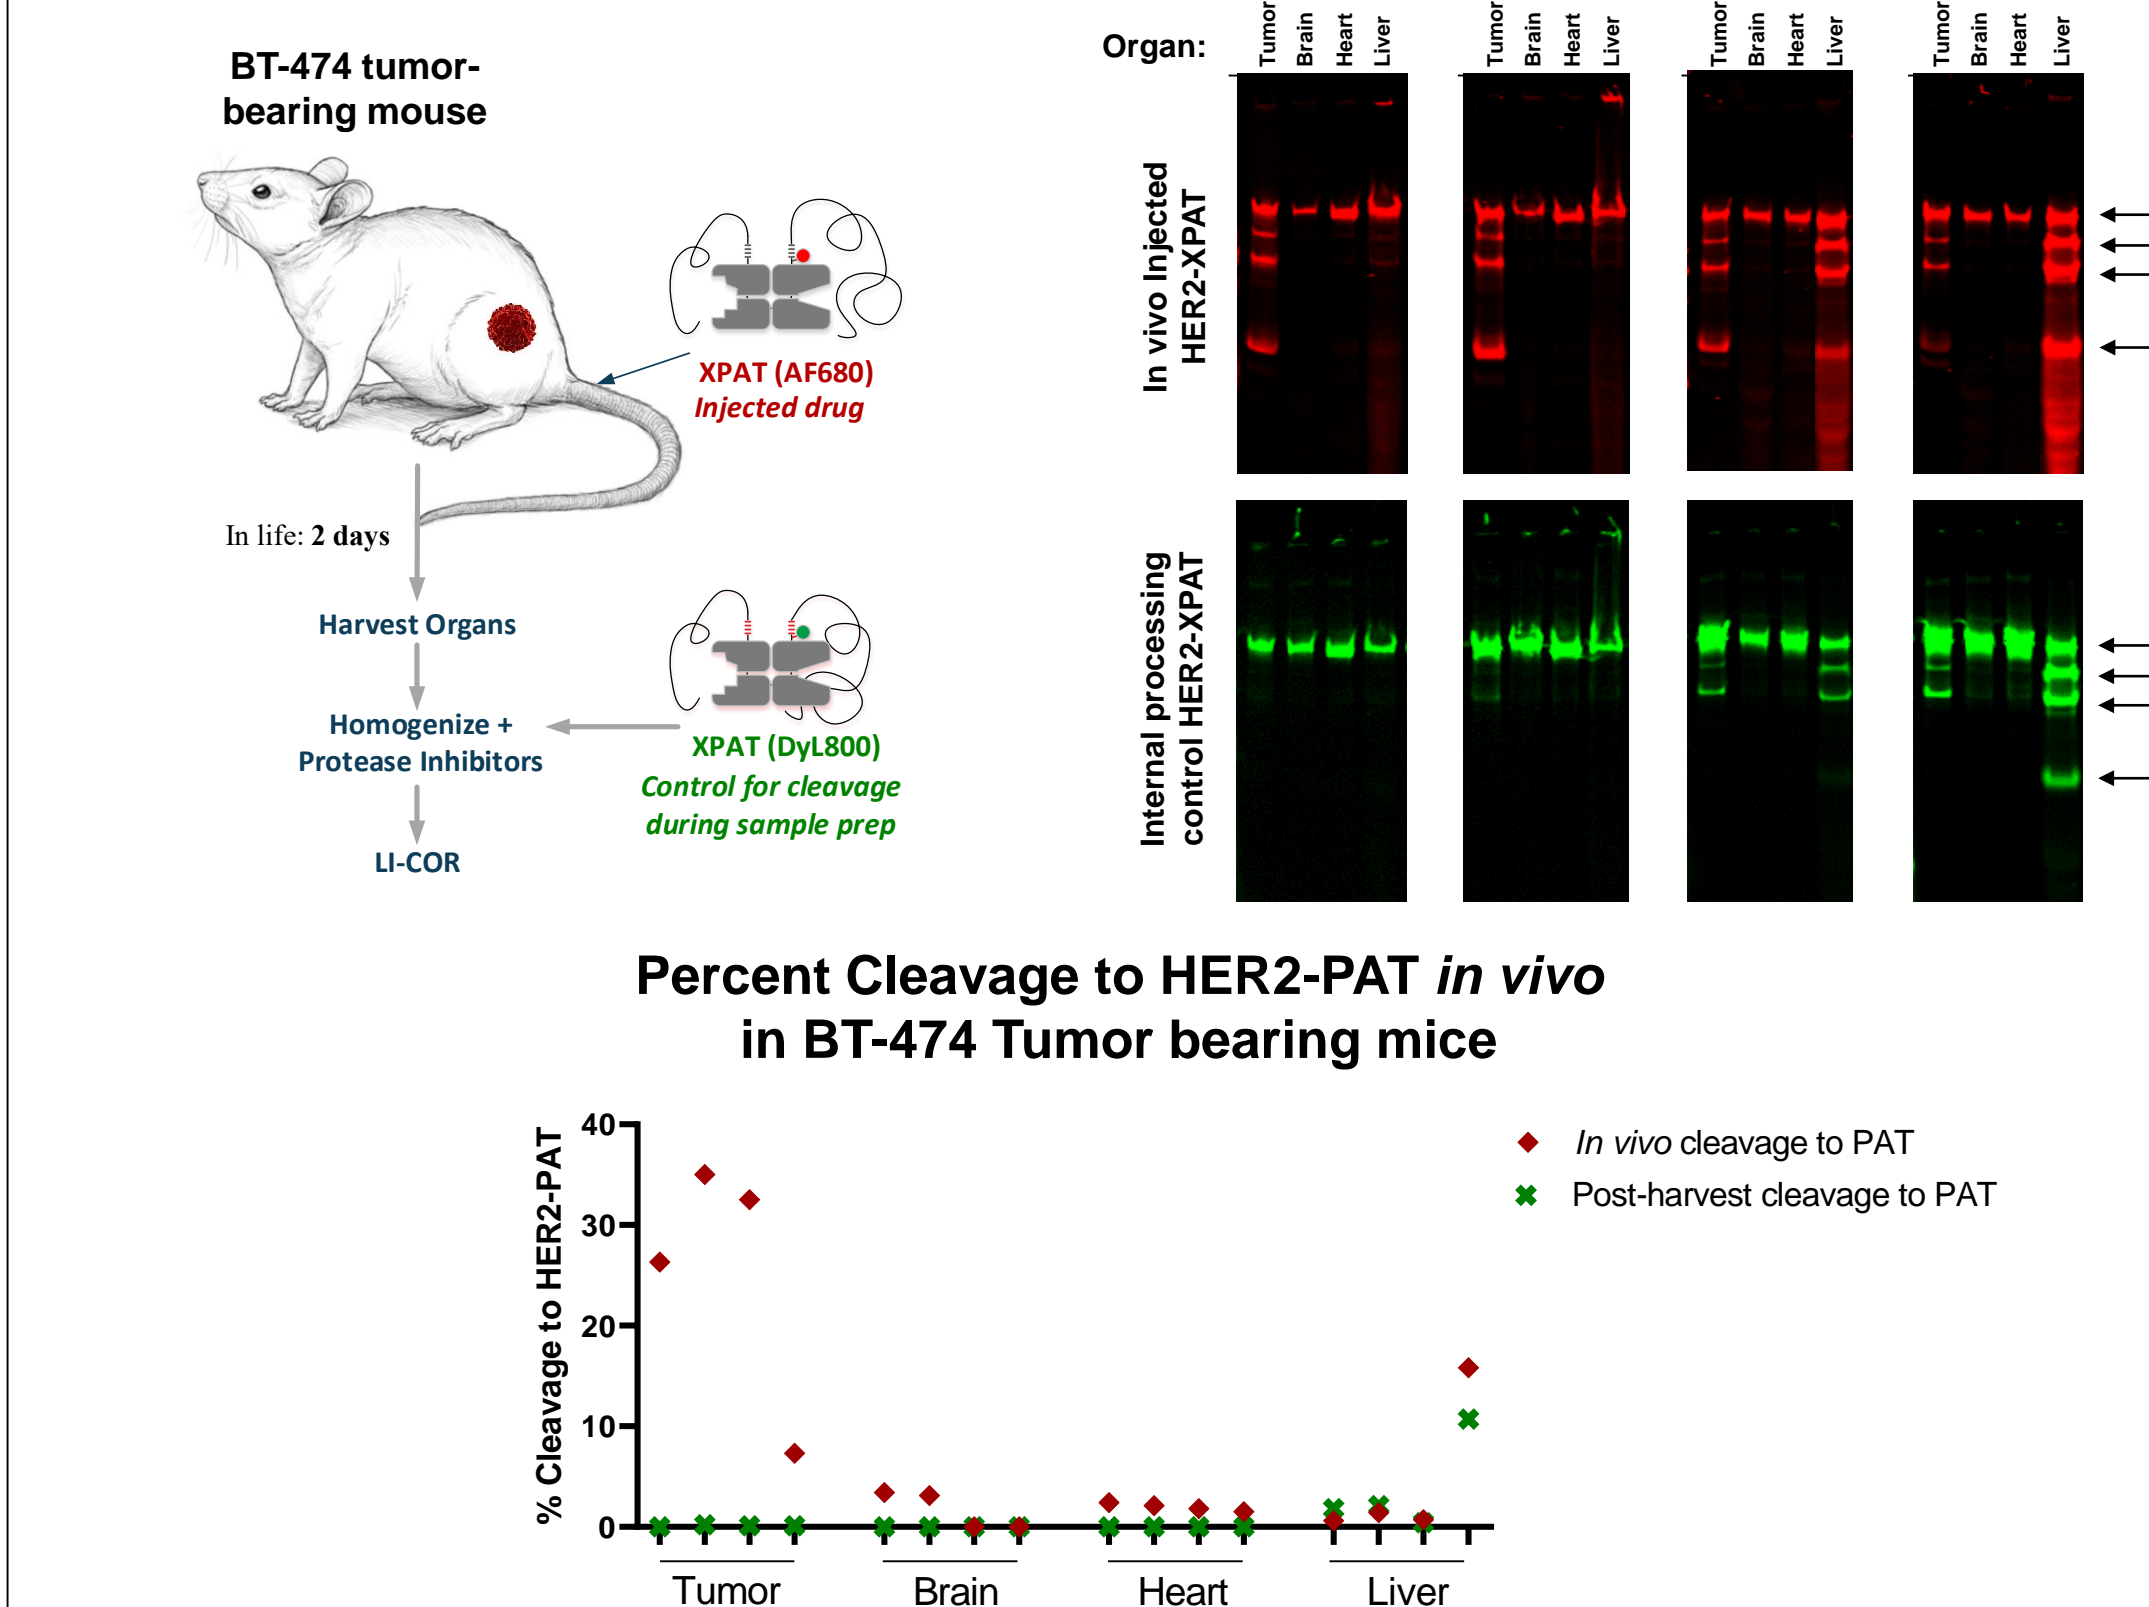 BT-474 tumor-
bearing mouse
XPAT (AF680)
Injected drug
In life: 2 days
Harvest Organs
Homogenize +
Protease Inhibitors
LI-COR
XPAT (DyL800)
Control for cleavage
during sample prep
Organ:
Tumor
Brain
Heart
Liver
Tumor
Brain
Heart
Liver
Tumor
Brain
Heart
Liver
Tumor
Brain
Heart
Liver
In vivo Injected
HER2-XPAT
Internal processing
control HER2-XPAT
Percent Cleavage to HER2-PAT in vivo
in BT-474 Tumor bearing mice
% Cleavage to HER2-PAT
40
30
20
10
0
Tumor
Brain
Heart
Liver
In vivo cleavage to PAT
Post-harvest cleavage to PAT